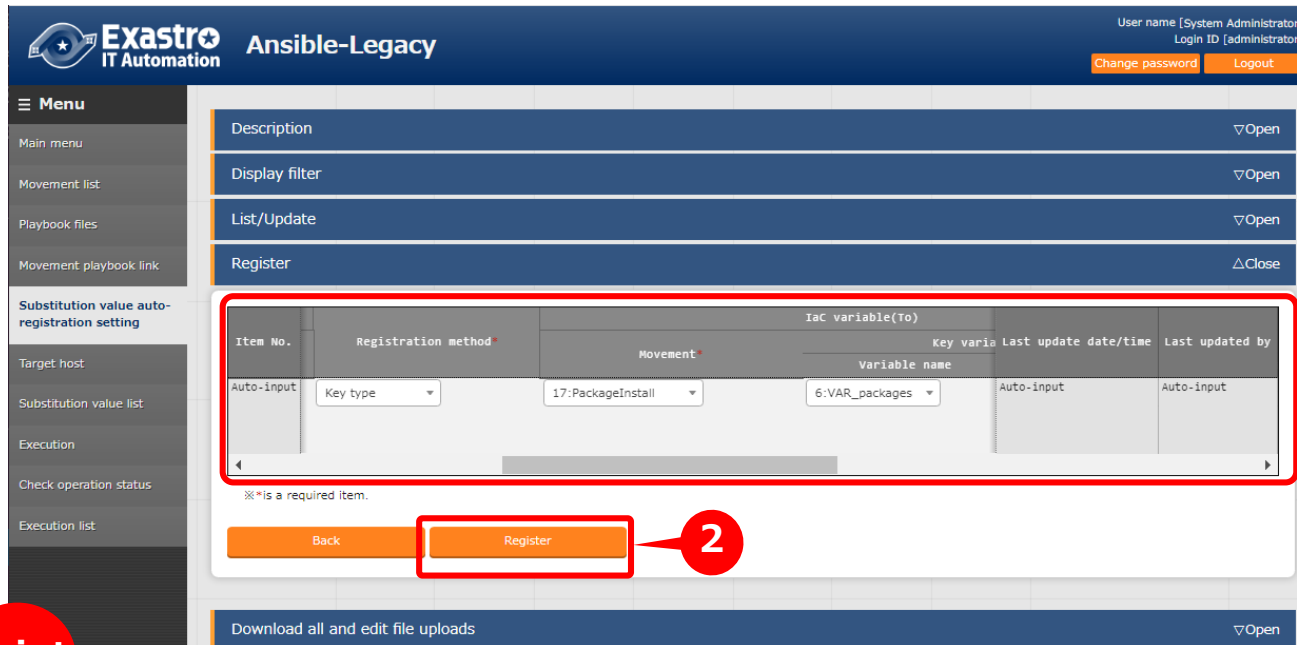 Exastro
IT Automation
Ansible-Legacy
User name [System Administrator
Login ID [administrator
Change password
Logout
☰ Menu
Main menu
Movement list
Playbook files
Movement playbook link
Substitution value auto-
registration setting
Target host
Substitution value list
Execution
Check operation status
Execution list
Description ▽Open
Display filter ▽Open
List/Update ▽Open
Register △Close
IaC variable(To)
Item No. Registration method* Movement* Key varia Last update date/time Last updated by
Variable name
Auto-input Key type 17:PackageInstall 6:VAR_packages Auto-input Auto-input
※*is a required item.
Back Register 2
Download all and edit file uploads ▽Open